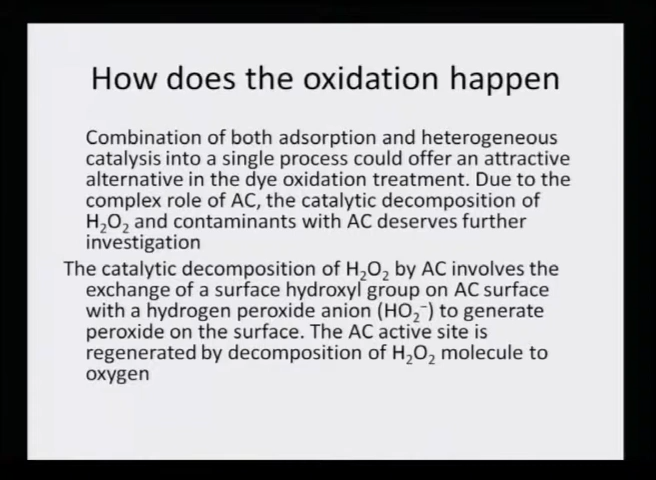 How does the oxidation happen
Combination of both adsorption and heterogeneous
catalysis into a single process could offer an attractive
alternative in the dye oxidation treatment. Due to the
complex role of AC, the catalytic decomposition of
H₂O₂ and contaminants with AC deserves further
investigation
The catalytic decomposition of H₂O₂ by AC involves the
exchange of a surface hydroxyl group on AC surface
with a hydrogen peroxide anion (HO₂⁻) to generate
peroxide on the surface. The AC active site is
regenerated by decomposition of H₂O₂ molecule to
oxygen